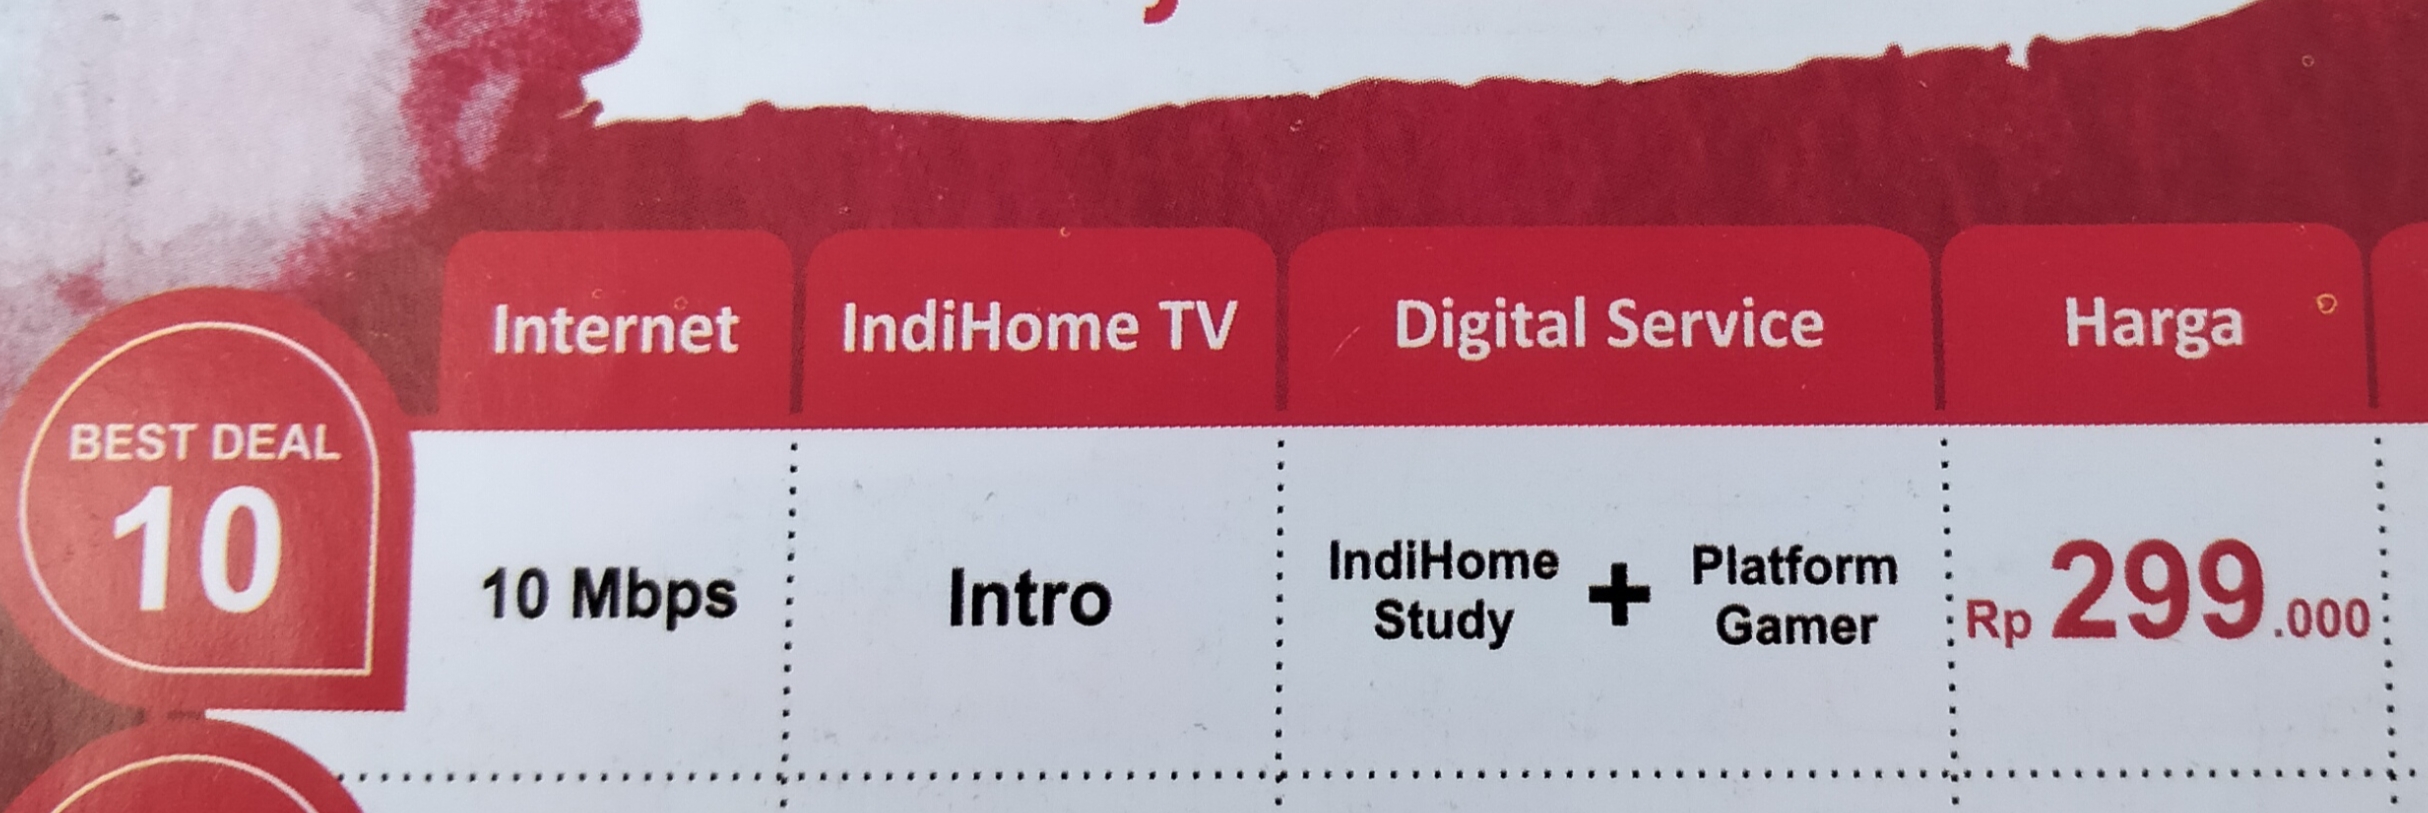 Internet
IndiHome TV
Digital Service
Harga
BEST DEAL
10
10 Mbps
Intro
IndiHome
Study
+
Platform
Gamer
Rp 299.000